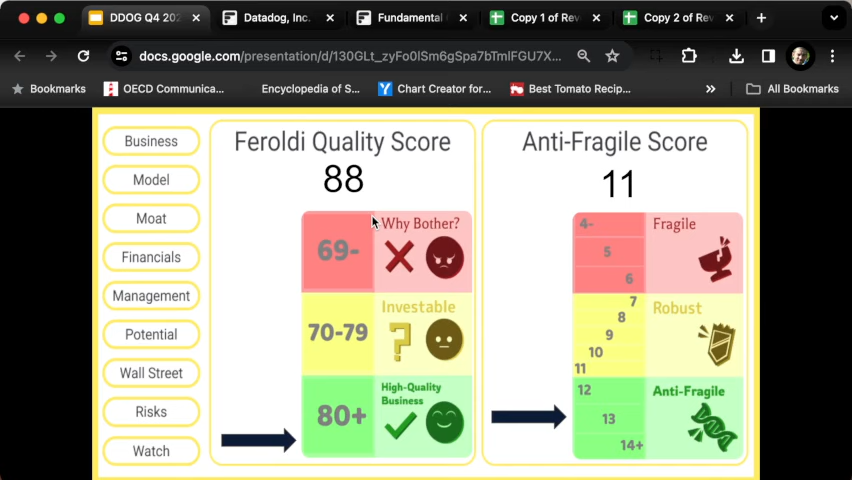 DDOG Q4 202
Datadog, Inc.
Fundamental
Copy 1 of Rev
Copy 2 of Rev
docs.google.com/presentation/d/130GLt_zyFo0lSm6gSpa7bTmlFGU7X...
Bookmarks
OECD Communica...
Encyclopedia of S...
Chart Creator for...
Best Tomato Recip...
All Bookmarks
Business
Model
Moat
Financials
Management
Potential
Wall Street
Risks
Watch
Feroldi Quality Score
88
69-
Why Bother?
70-79
Investable
80+
High-Quality
Business
Anti-Fragile Score
11
4-
5
6
Fragile
7
8
9
10
11
Robust
12
13
14+
Anti-Fragile